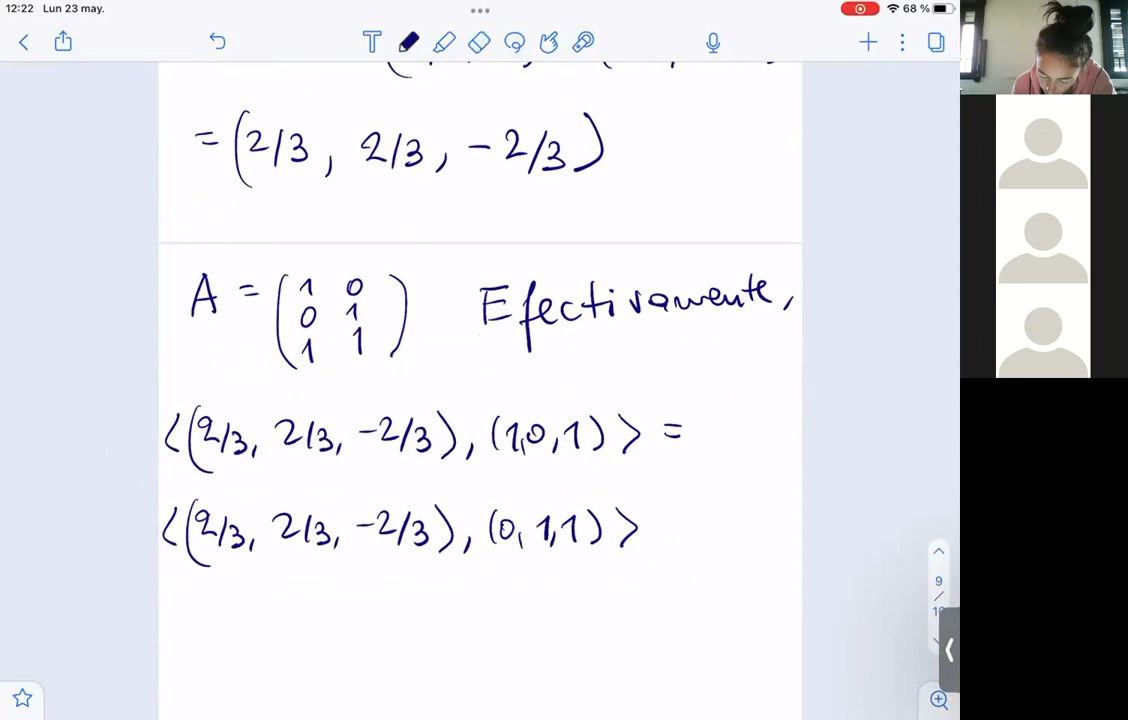 12:22 Lun 23 may.
68 %
= (2/3, 2/3, -2/3)
A = (1 0
0 1
1 1) Efectivamente,
<(2/3, 2/3, -2/3), (1,0,1)> =
<(2/3, 2/3, -2/3), (0,1,1)>
9
/